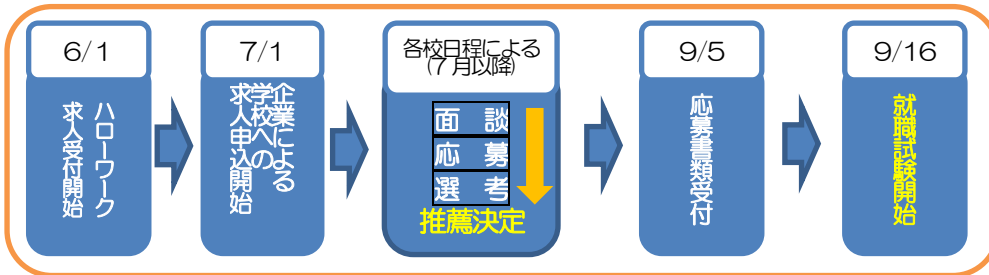 6/1
ハローワーク
求人受付開始
7/1
企業による
学校への
求人申込開始
各校日程による
(7月以降)
面　談
応　募
選　考
推薦決定
9/5
応募書類受付
9/16
就職試験開始